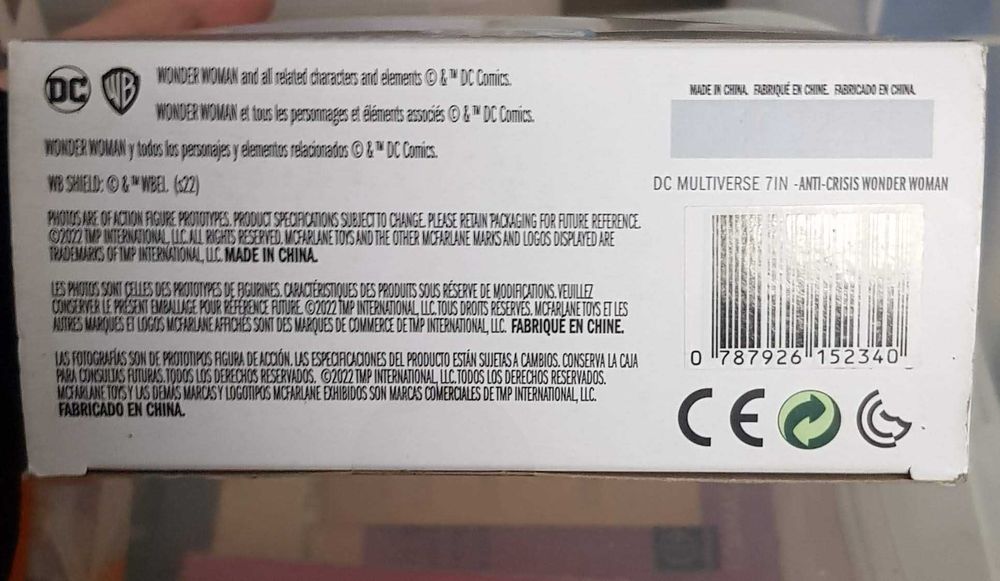 DC WB WONDER WOMAN and all related characters and elements © & ™ DC Comics.
WONDER WOMAN et tous les personnages et éléments associés © & ™ DC Comics.
WONDER WOMAN y todos los personajes y elementos relacionados © & ™ DC Comics.
WB SHIELD: © & ™ WBEI. (s22)
PHOTOS ARE OF ACTION FIGURE PROTOTYPES. PRODUCT SPECIFICATIONS SUBJECT TO CHANGE. PLEASE RETAIN PACKAGING FOR FUTURE REFERENCE.
©2022 TMP INTERNATIONAL, LLC. ALL RIGHTS RESERVED. MCFARLANE TOYS AND THE OTHER MCFARLANE MARKS AND LOGOS DISPLAYED ARE
TRADEMARKS OF TMP INTERNATIONAL, LLC. MADE IN CHINA.
LES PHOTOS SONT CELLES DES PROTOTYPES DE FIGURINES. CARACTÉRISTIQUES DES PRODUITS SOUS RÉSERVE DE MODIFICATIONS. VEUILLEZ
CONSERVER LE PRÉSENT EMBALLAGE POUR RÉFÉRENCE FUTURE. ©2022 TMP INTERNATIONAL, LLC. TOUS DROITS RÉSERVÉS. MCFARLANE TOYS ET LES
AUTRES MARQUES ET LOGOS MCFARLANE AFFICHÉS SONT DES MARQUES DE COMMERCE DE TMP INTERNATIONAL, LLC. FABRIQUÉ EN CHINE.
LAS FOTOGRAFÍAS SON DE PROTOTIPOS FIGURA DE ACCIÓN. LAS ESPECIFICACIONES DEL PRODUCTO ESTÁN SUJETAS A CAMBIOS. CONSERVA LA CAJA
PARA CONSULTAS FUTURAS. TODOS LOS DERECHOS RESERVADOS. ©2022 TMP INTERNATIONAL, LLC. TODOS LOS DERECHOS RESERVADOS.
MCFARLANE TOYS Y LAS DEMÁS MARCAS Y LOGOTIPOS MCFARLANE EXHIBIDOS SON MARCAS COMERCIALES DE TMP INTERNATIONAL, LLC.
FABRICADO EN CHINA.
MADE IN CHINA. FABRIQUÉ EN CHINE. FABRICADO EN CHINA.
DC MULTIVERSE 7IN -ANTI-CRISIS WONDER WOMAN
0 787926 152340
CE